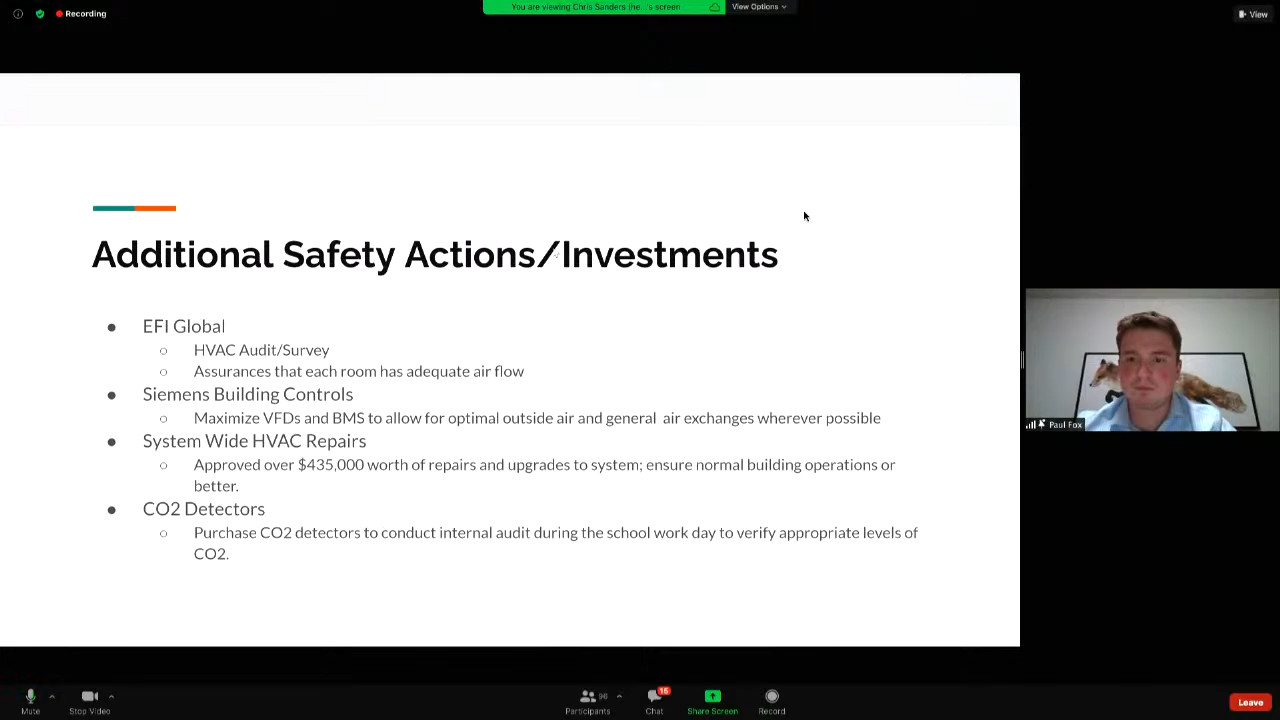 Recording
You are viewing Chris Sanders (he...'s screen
View Options
View
Additional Safety Actions/Investments
EFI Global
HVAC Audit/Survey
Assurances that each room has adequate air flow
Siemens Building Controls
Maximize VFDs and BMS to allow for optimal outside air and general air exchanges wherever possible
System Wide HVAC Repairs
Approved over $435,000 worth of repairs and upgrades to system; ensure normal building operations or
better.
CO2 Detectors
Purchase CO2 detectors to conduct internal audit during the school work day to verify appropriate levels of
CO2.
Paul Fox
Mute
Stop Video
96
Participants
16
Chat
Share Screen
Record
Leave